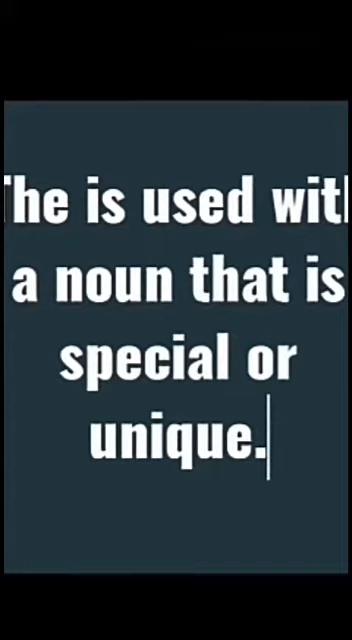 The is used with
a noun that is
special or
unique.